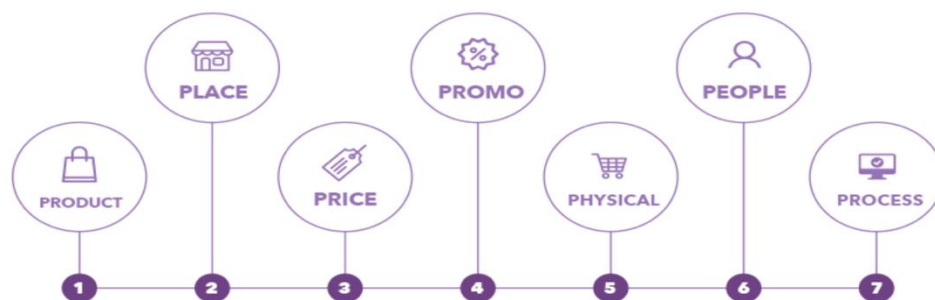 PLACE
PROMO
PEOPLE
PRODUCT
PRICE
PHYSICAL
PROCESS
1 2 3 4 5 6 7